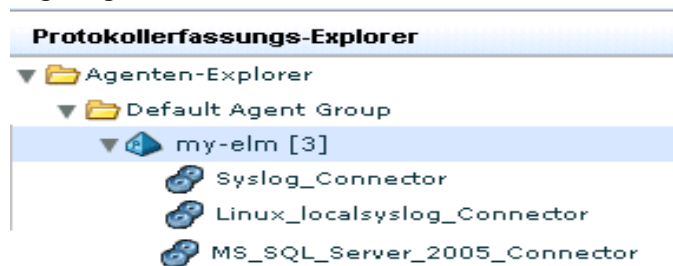 Protokollerfassungs-Explorer
Agenten-Explorer
Default Agent Group
my-elm [3]
Syslog_Connector
Linux_localsyslog_Connector
MS_SQL_Server_2005_Connector